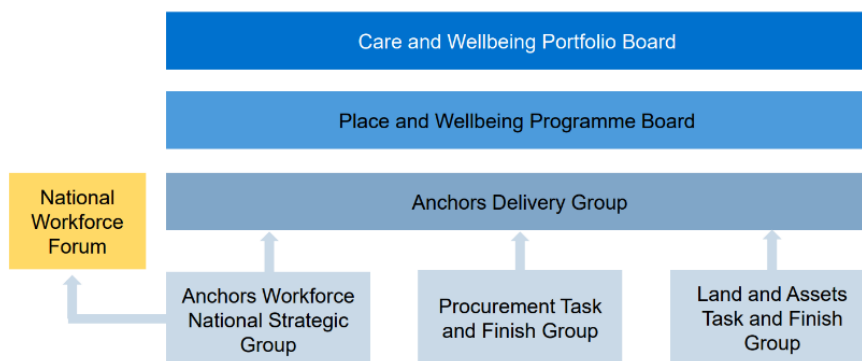 Care and Wellbeing Portfolio Board
Place and Wellbeing Programme Board
National
Workforce
Forum
Anchors Delivery Group
Anchors Workforce
National Strategic
Group
Procurement Task
and Finish Group
Land and Assets
Task and Finish
Group